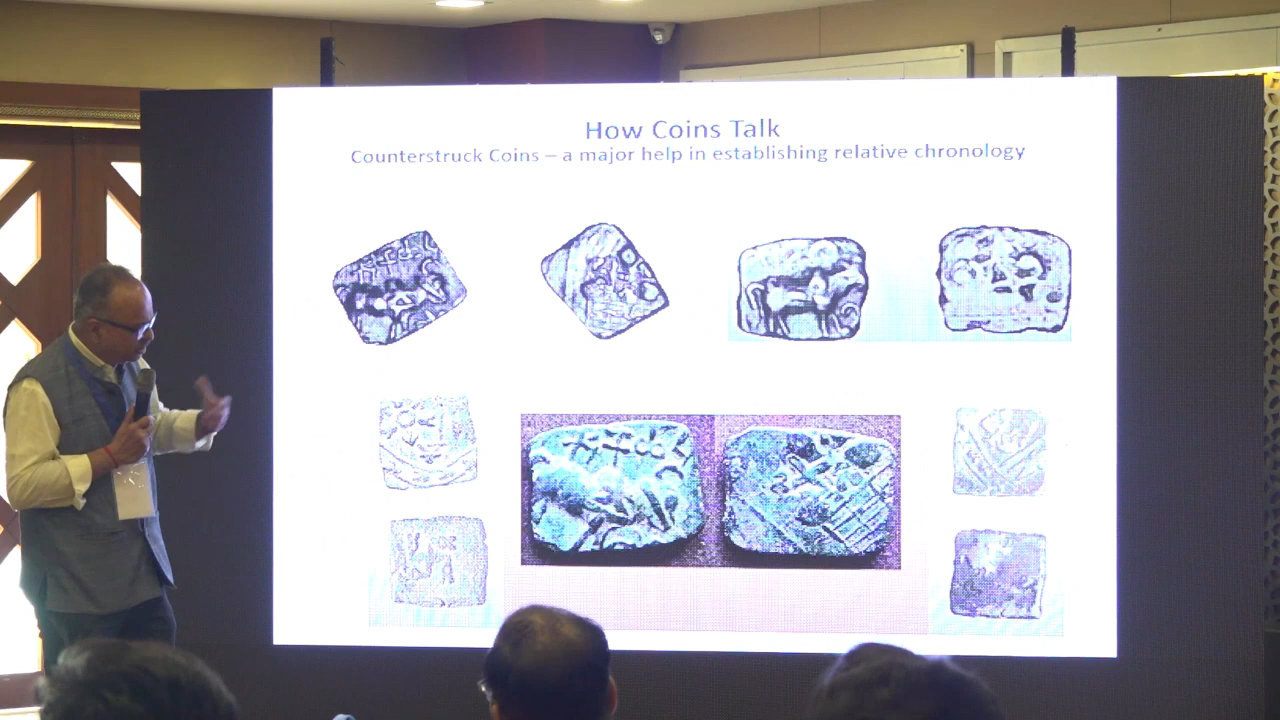 How Coins Talk
Counterstruck Coins – a major help in establishing relative chronology